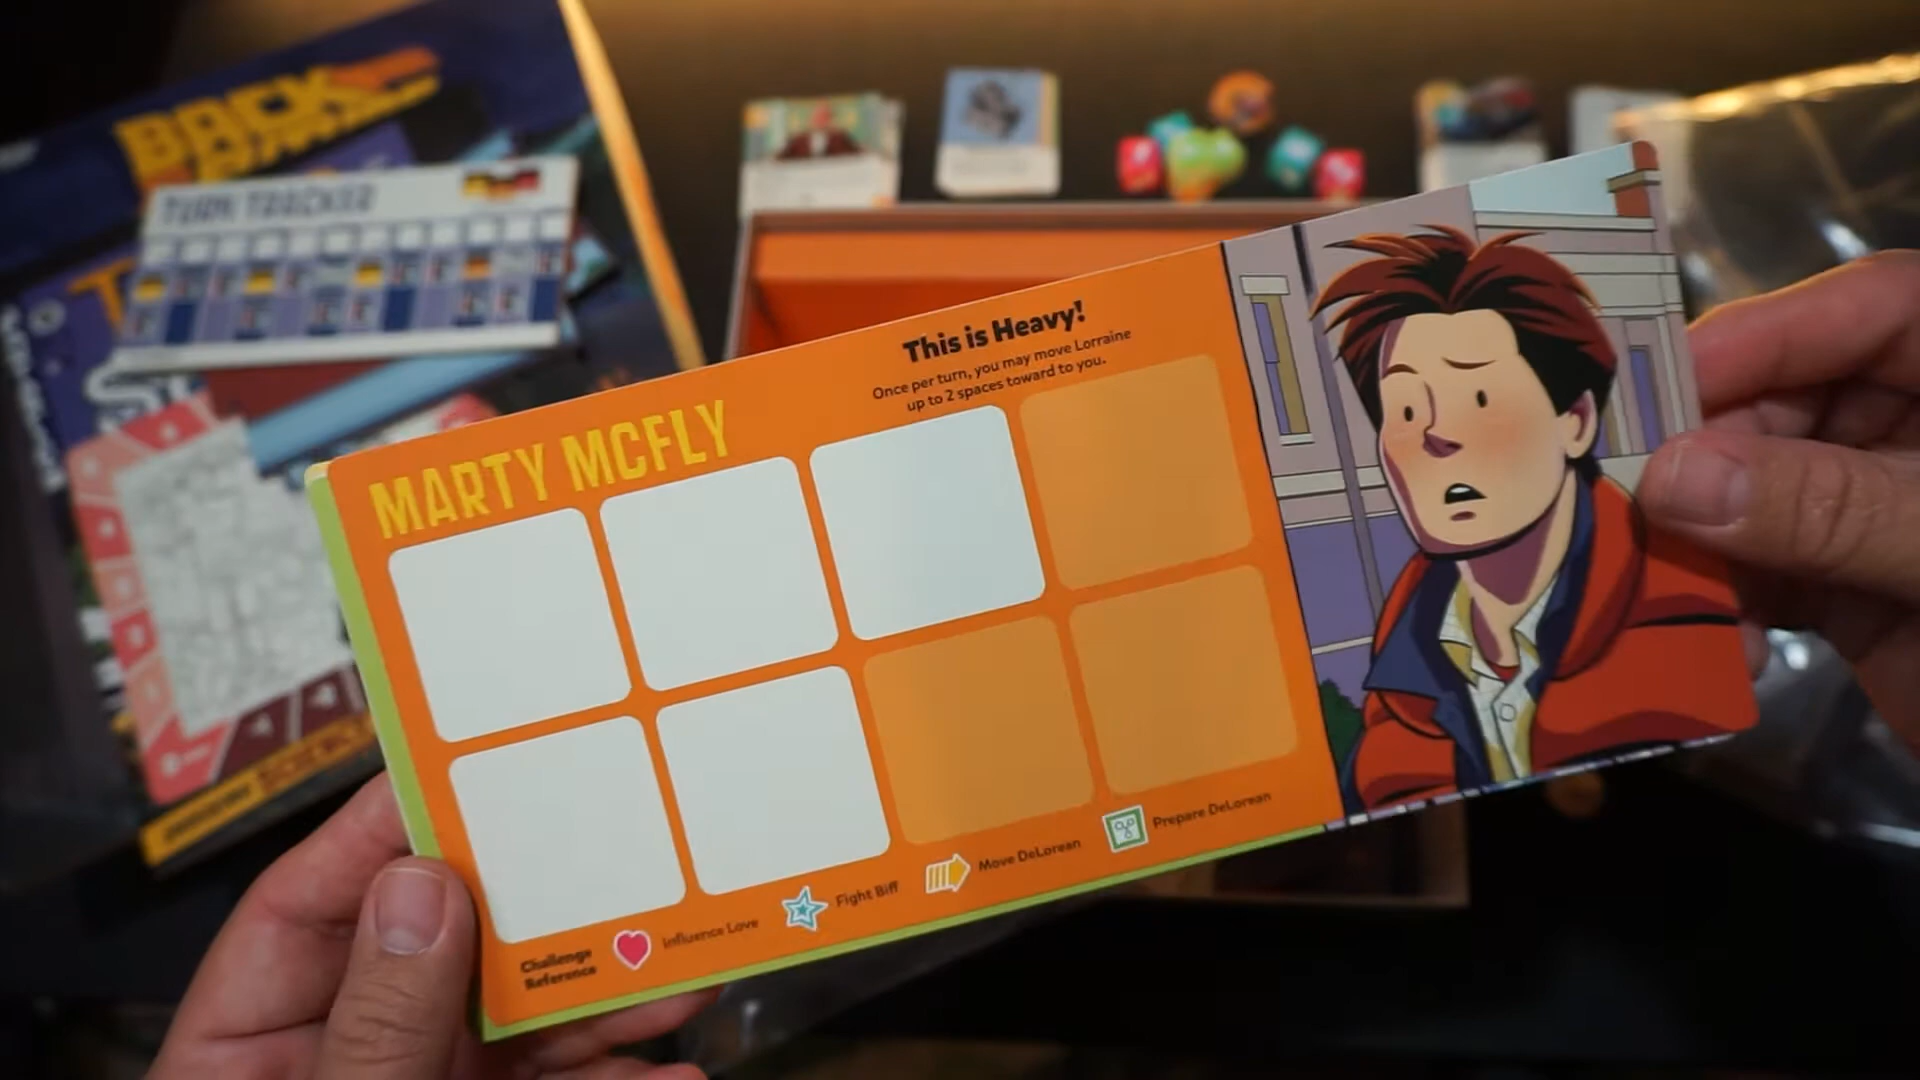 BACK
TURN TRACKER
This is Heavy!
Once per turn, you may move Lorraine
up to 2 spaces toward to you.
MARTY MCFLY
Challenge
Reference
Influence Love
Fight Biff
Move DeLorean
Prepare DeLorean